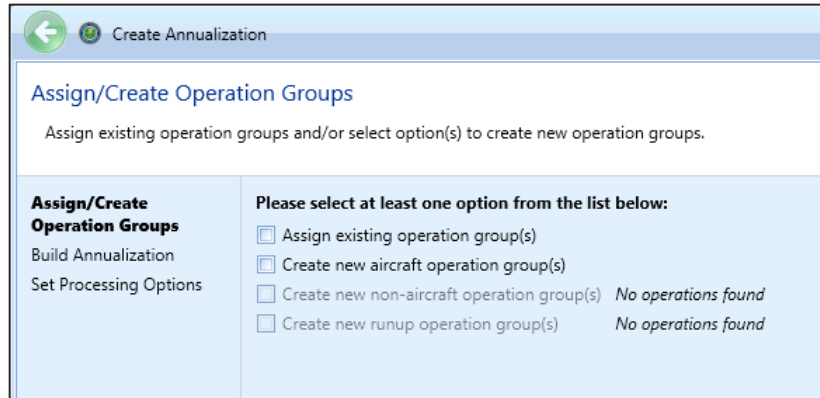 Create Annualization
Assign/Create Operation Groups
Assign existing operation groups and/or select option(s) to create new operation groups.
Assign/Create
Operation Groups
Build Annualization
Set Processing Options
Please select at least one option from the list below:
Assign existing operation group(s)
Create new aircraft operation group(s)
Create new non-aircraft operation group(s) No operations found
Create new runup operation group(s) No operations found